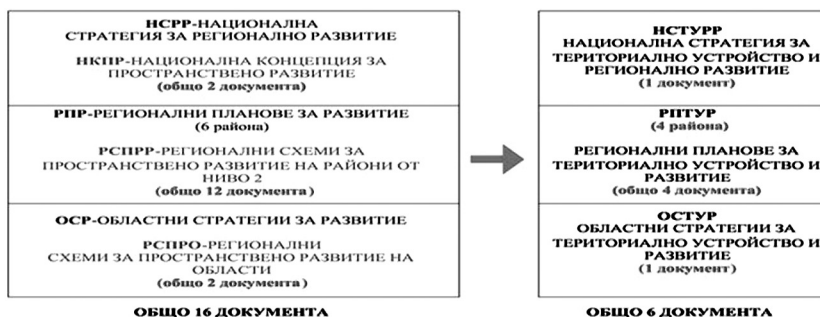 НСРР-НАЦИОНАЛНА
СТРАТЕГИЯ ЗА РЕГИОНАЛНО РАЗВИТИЕ
НКПР-НАЦИОНАЛНА КОНЦЕПЦИЯ ЗА
ПРОСТРАНСТВЕНО РАЗВИТИЕ
(общо 2 документа)
РПР-РЕГИОНАЛНИ ПЛАНОВЕ ЗА РАЗВИТИЕ
(6 района)
РСПРР-РЕГИОНАЛНИ СХЕМИ ЗА
ПРОСТРАНСТВЕНО РАЗВИТИЕ НА РАЙОНИ ОТ
НИВО 2
(общо 12 документа)
ОСР-ОБЛАСТНИ СТРАТЕГИИ ЗА РАЗВИТИЕ
РСПРО-РЕГИОНАЛНИ
СХЕМИ ЗА ПРОСТРАНСТВЕНО РАЗВИТИЕ НА
ОБЛАСТИ
(общо 2 документа)
ОБЩО 16 ДОКУМЕНТА
НСТУРР
НАЦИОНАЛНА СТРАТЕГИЯ ЗА
ТЕРИТОРИАЛНО УСТРОЙСТВО И
РЕГИОНАЛНО РАЗВИТИЕ
(1 документ)
РПТУР
(4 района)
РЕГИОНАЛНИ ПЛАНОВЕ ЗА
ТЕРИТОРИАЛНО УСТРОЙСТВО И
РАЗВИТИЕ
(общо 4 документа)
ОСТУР
ОБЛАСТНИ СТРАТЕГИИ ЗА
ТЕРИТОРИАЛНО УСТРОЙСТВО И
РАЗВИТИЕ
(1 документ)
ОБЩО 6 ДОКУМЕНТА